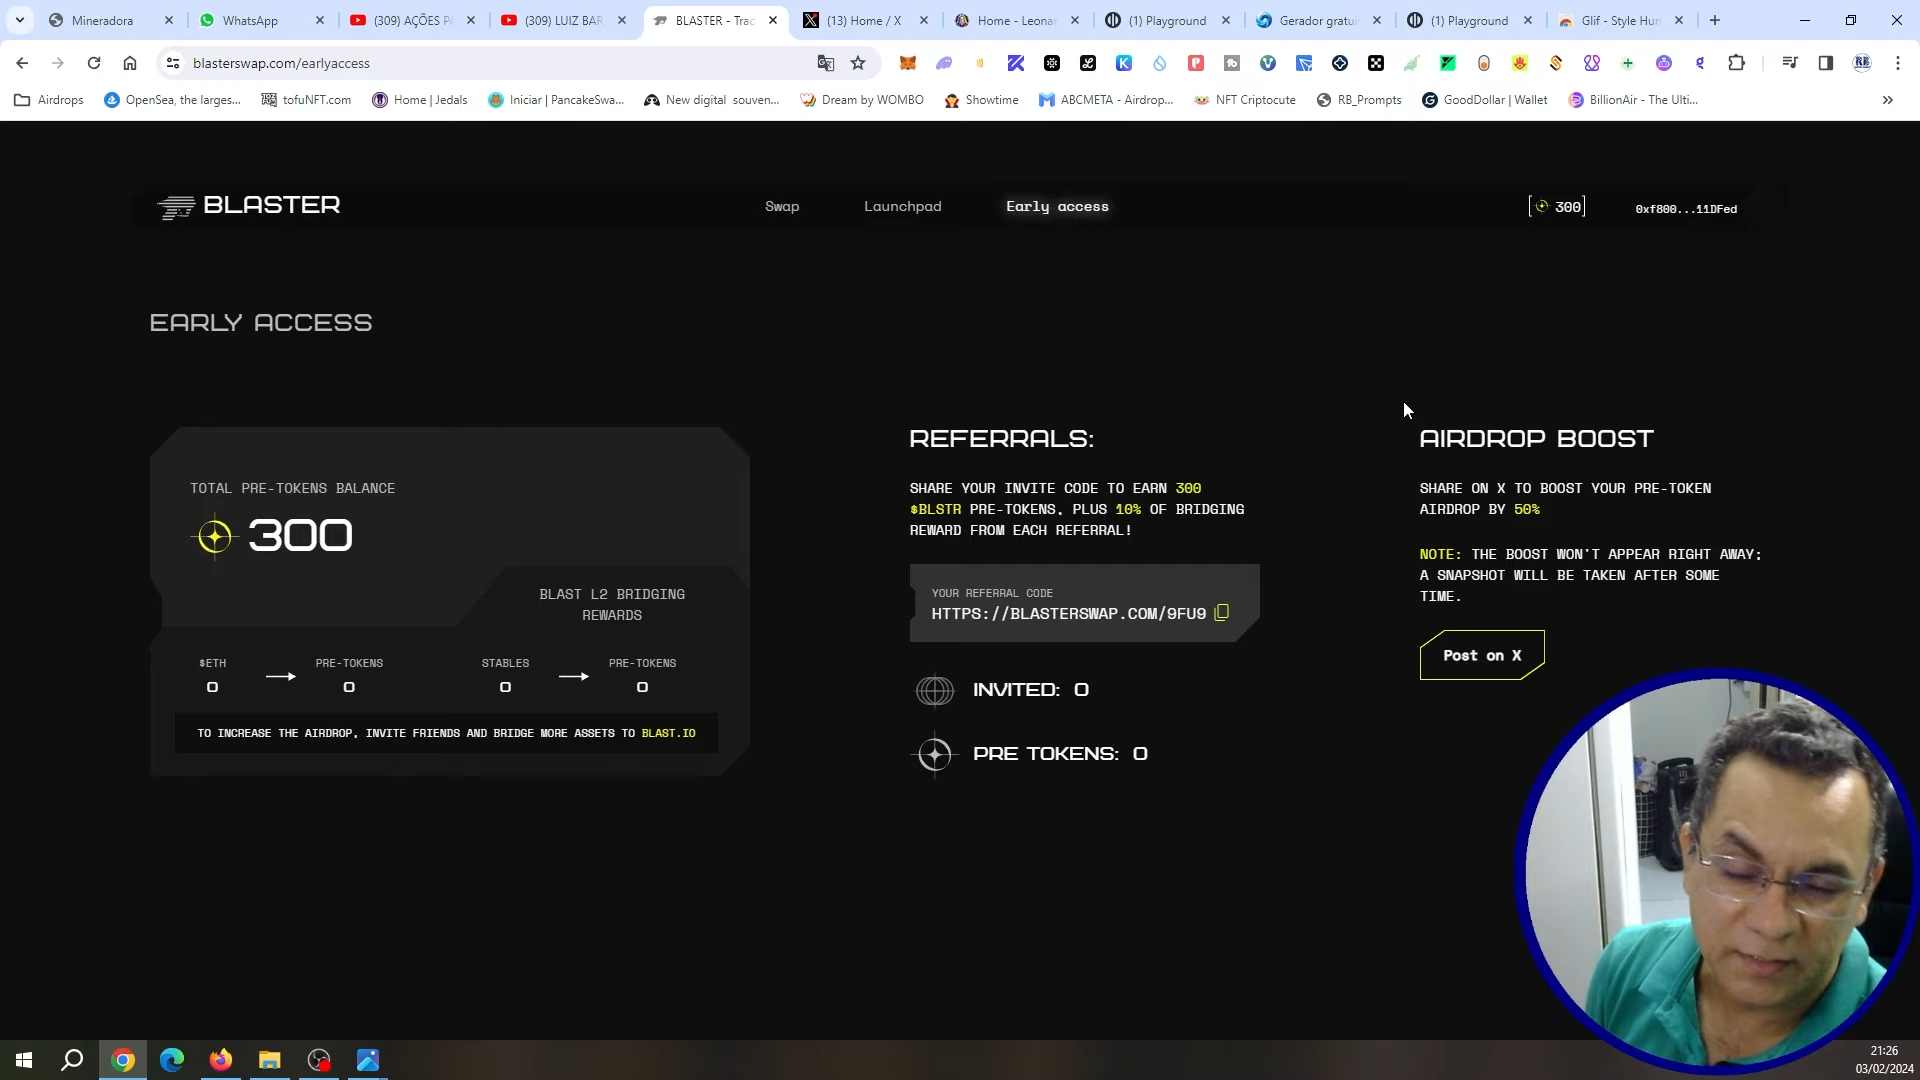 Mineradora
WhatsApp
(309) AÇÕES PA
(309) LUIZ BAR
BLASTER - Trad
(13) Home / X
Home - Leonar
(1) Playground
Gerador gratui
(1) Playground
Glif - Style Hun
blasterswap.com/earlyaccess
Airdrops
OpenSea, the larges...
tofuNFT.com
Home | Jedals
Iniciar | PancakeSwa...
New digital souven...
Dream by WOMBO
Showtime
ABCMETA - Airdrop...
NFT Criptocute
RB_Prompts
GoodDollar | Wallet
BillionAir - The Ulti...
BLASTER
Swap
Launchpad
Early access
[300]
0xf800...11DFed
EARLY ACCESS
TOTAL PRE-TOKENS BALANCE
300
BLAST L2 BRIDGING
REWARDS
$ETH
PRE-TOKENS
STABLES
PRE-TOKENS
0
0
0
0
TO INCREASE THE AIRDROP, INVITE FRIENDS AND BRIDGE MORE ASSETS TO BLAST.IO
REFERRALS:
SHARE YOUR INVITE CODE TO EARN 300
$BLSTR PRE-TOKENS, PLUS 10% OF BRIDGING
REWARD FROM EACH REFERRAL!
YOUR REFERRAL CODE
HTTPS://BLASTERSWAP.COM/9FU9
INVITED: 0
PRE TOKENS: 0
AIRDROP BOOST
SHARE ON X TO BOOST YOUR PRE-TOKEN
AIRDROP BY 50%
NOTE: THE BOOST WON'T APPEAR RIGHT AWAY;
A SNAPSHOT WILL BE TAKEN AFTER SOME
TIME.
Post on X
21:26
03/02/2024